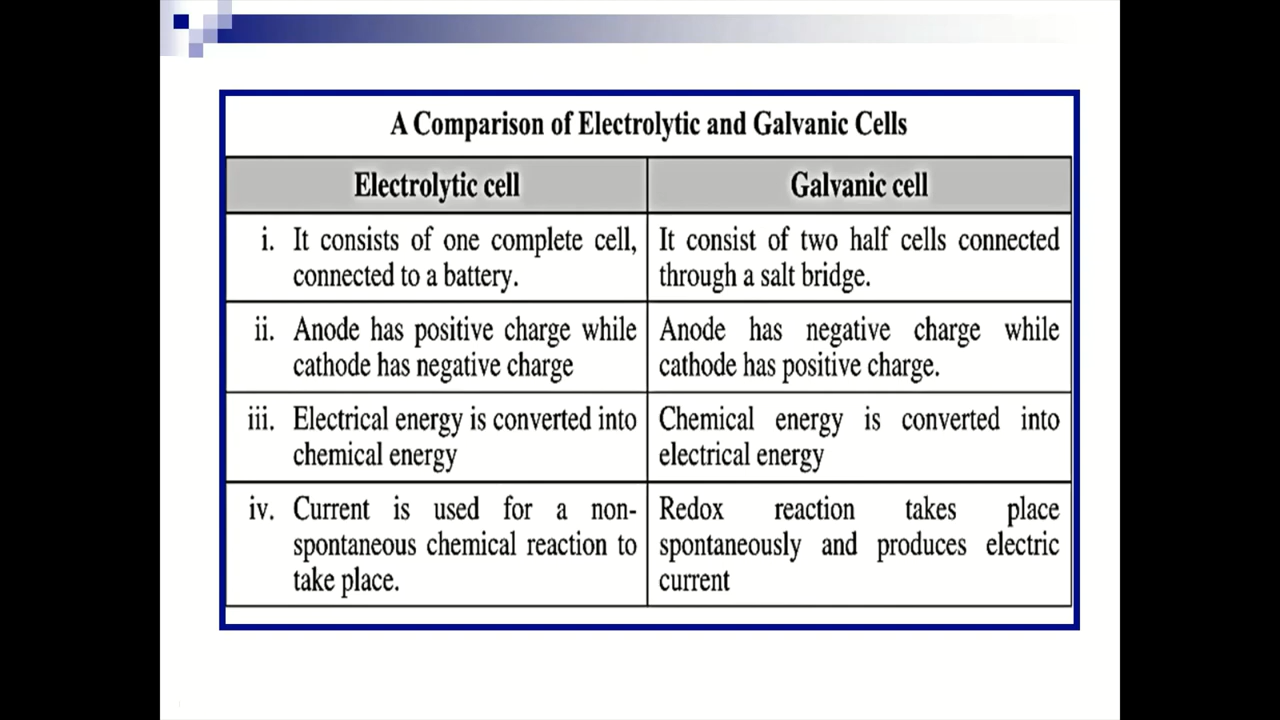 A Comparison of Electrolytic and Galvanic Cells
Electrolytic cell
Galvanic cell
i. It consists of one complete cell,
connected to a battery.
It consist of two half cells connected
through a salt bridge.
ii. Anode has positive charge while
cathode has negative charge
Anode has negative charge while
cathode has positive charge.
iii. Electrical energy is converted into
chemical energy
Chemical energy is converted into
electrical energy
iv. Current is used for a non-
spontaneous chemical reaction to
take place.
Redox reaction takes place
spontaneously and produces electric
current